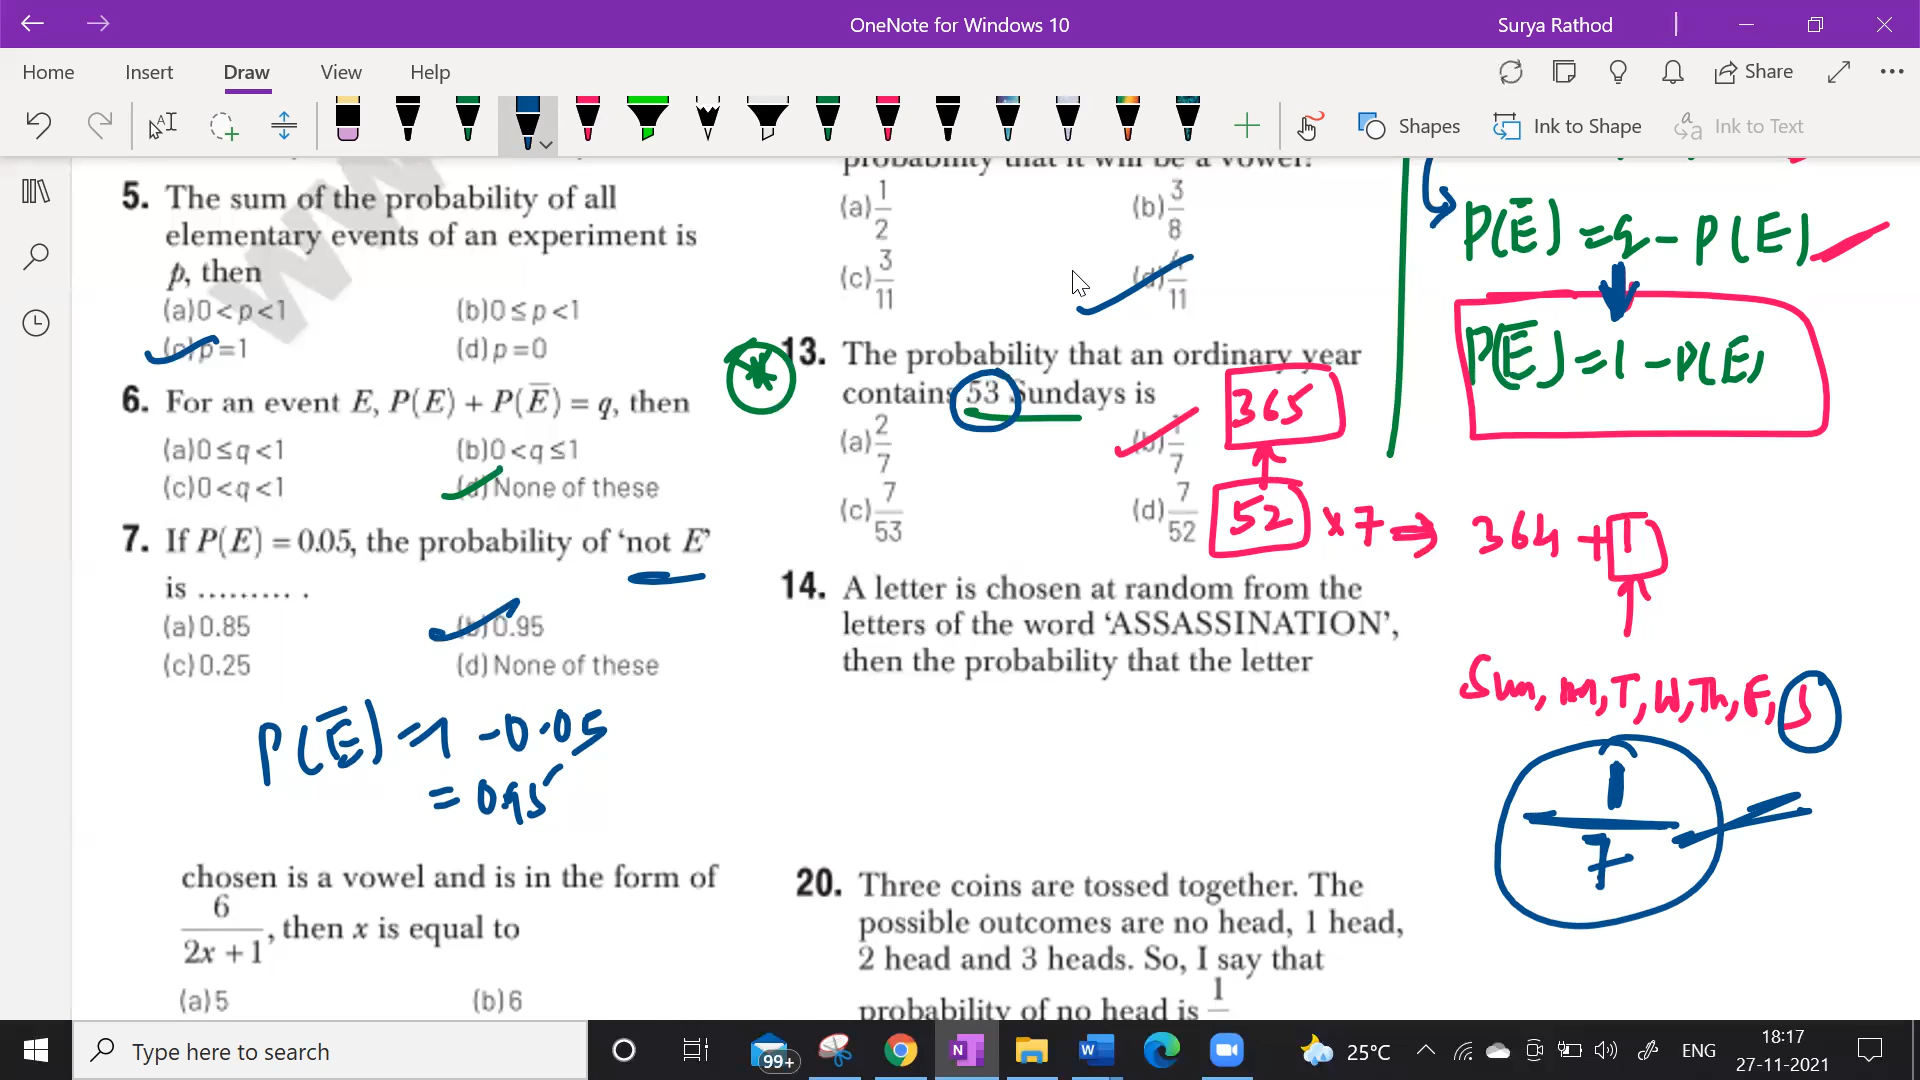 OneNote for Windows 10
Surya Rathod
Home Insert Draw View Help
Share
Shapes Ink to Shape Ink to Text
5. The sum of the probability of all
elementary events of an experiment is
p, then
(a) 0 < p < 1 (b) 0 ≤ p < 1
(c) p = 1 (d) p = 0
6. For an event E, P(E) + P(E̅) = q, then
(a) 0 ≤ q < 1 (b) 0 < q ≤ 1
(c) 0 < q < 1 (d) None of these
7. If P(E) = 0.05, the probability of ‘not E’
is ......... .
(a) 0.85 (b) 0.95
(c) 0.25 (d) None of these
P(E̅) = 1 - 0.05
= 0.95
chosen is a vowel and is in the form of
6/(2x + 1), then x is equal to
(a) 5 (b) 6
probability that it will be a vowel?
(a) 1/2 (b) 3/8
(c) 3/11 (d) 4/11
13. The probability that an ordinary year
contains 53 Sundays is
(a) 2/7 (b) 1/7
(c) 7/53 (d) 7/52
14. A letter is chosen at random from the
letters of the word ‘ASSASSINATION’,
then the probability that the letter
20. Three coins are tossed together. The
possible outcomes are no head, 1 head,
2 head and 3 heads. So, I say that
probability of no head is 1
P(E̅) = q - P(E)
P(E̅) = 1 - P(E)
365
52 × 7 ⇒ 364 + 1
Sun, M, T, W, Th, F, S
1/7
Type here to search
99+
25°C
ENG
18:17
27-11-2021